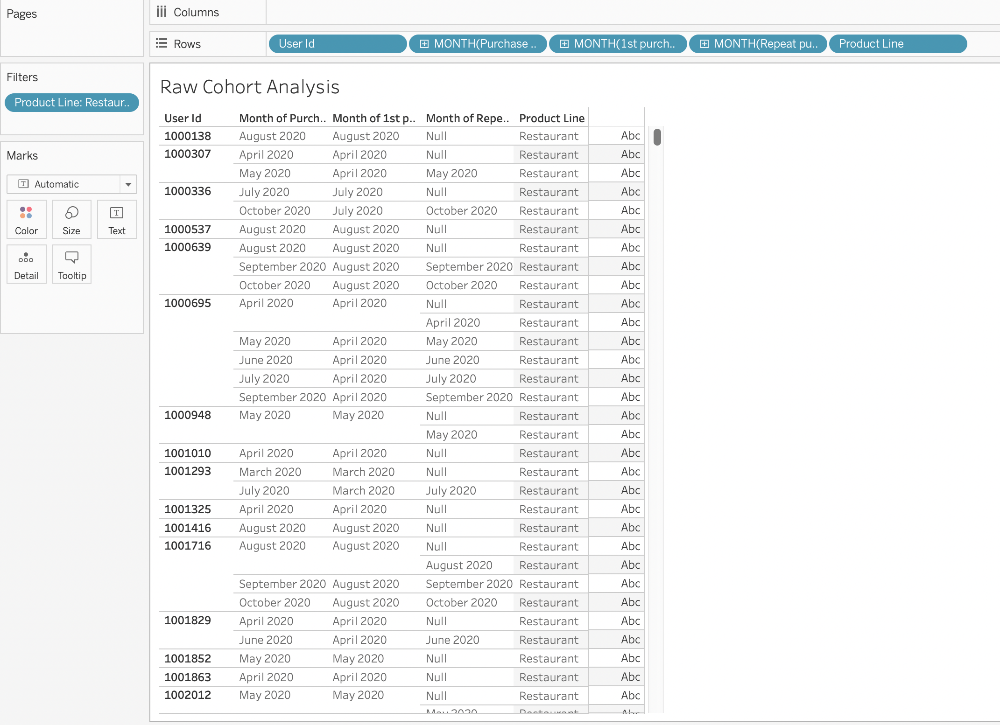 Pages
Columns
Rows
User Id MONTH(Purchase .. MONTH(1st purch.. MONTH(Repeat pu.. Product Line
Filters
Product Line: Restaur..
Marks
Automatic
Color Size Text
Detail Tooltip
Raw Cohort Analysis
User Id Month of Purch.. Month of 1st p.. Month of Repe.. Product Line
1000138 August 2020 August 2020 Null Restaurant Abc
1000307 April 2020 April 2020 Null Restaurant Abc
May 2020 April 2020 May 2020 Restaurant Abc
1000336 July 2020 July 2020 Null Restaurant Abc
October 2020 July 2020 October 2020 Restaurant Abc
1000537 August 2020 August 2020 Null Restaurant Abc
1000639 August 2020 August 2020 Null Restaurant Abc
September 2020 August 2020 September 2020 Restaurant Abc
October 2020 August 2020 October 2020 Restaurant Abc
1000695 April 2020 April 2020 Null Restaurant Abc
April 2020 Restaurant Abc
May 2020 April 2020 May 2020 Restaurant Abc
June 2020 April 2020 June 2020 Restaurant Abc
July 2020 April 2020 July 2020 Restaurant Abc
September 2020 April 2020 September 2020 Restaurant Abc
1000948 May 2020 May 2020 Null Restaurant Abc
May 2020 Restaurant Abc
1001010 April 2020 April 2020 Null Restaurant Abc
1001293 March 2020 March 2020 Null Restaurant Abc
July 2020 March 2020 July 2020 Restaurant Abc
1001325 April 2020 April 2020 Null Restaurant Abc
1001416 August 2020 August 2020 Null Restaurant Abc
1001716 August 2020 August 2020 Null Restaurant Abc
August 2020 Restaurant Abc
September 2020 August 2020 September 2020 Restaurant Abc
October 2020 August 2020 October 2020 Restaurant Abc
1001829 April 2020 April 2020 Null Restaurant Abc
June 2020 April 2020 June 2020 Restaurant Abc
1001852 May 2020 May 2020 Null Restaurant Abc
1001863 April 2020 April 2020 Null Restaurant Abc
1002012 May 2020 May 2020 Null Restaurant Abc
May 2020 Restaurant Abc